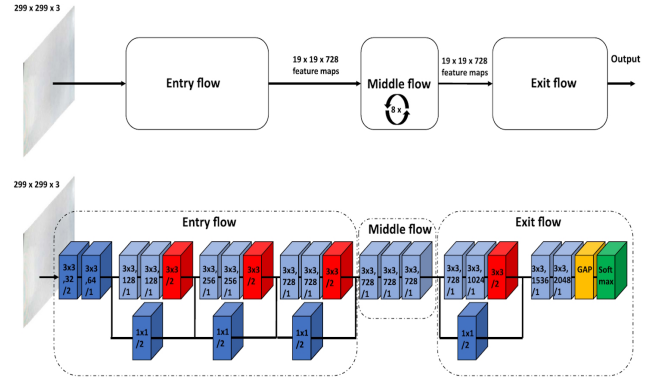 299 x 299 x 3
Entry flow
19 x 19 x 728
feature maps
Middle flow
8 x
19 x 19 x 728
feature maps
Exit flow
Output
299 x 299 x 3
Entry flow
Middle flow
Exit flow
3x3
,32
/2
3x3
,64
/1
3x3,
128
/1
3x3,
128
/1
3x3
/2
3x3,
256
/1
3x3,
256
/1
3x3
/2
3x3,
728
/1
3x3,
728
/1
3x3
/2
3x3,
728
/1
3x3,
728
/1
3x3,
728
/1
3x3,
728
/1
3x3,
1024
/1
3x3
/2
3x3,
1536
/1
3x3,
2048
/1
GAP
Soft
max
1x1
/2
1x1
/2
1x1
/2
1x1
/2